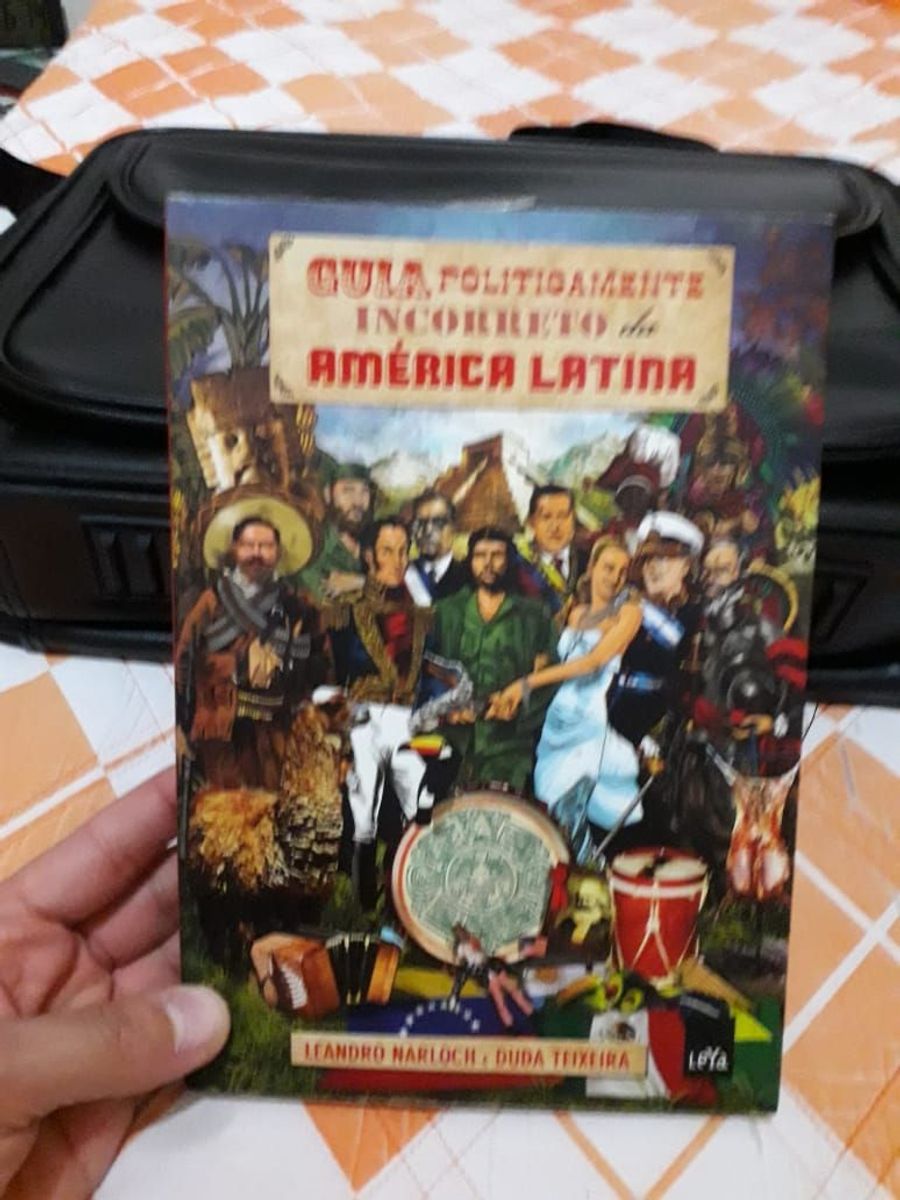 GUIA POLITICAMENTE
INCORRETO da
AMÉRICA LATINA
LEANDRO NARLOCH e DUDA TEIXEIRA
LeYa